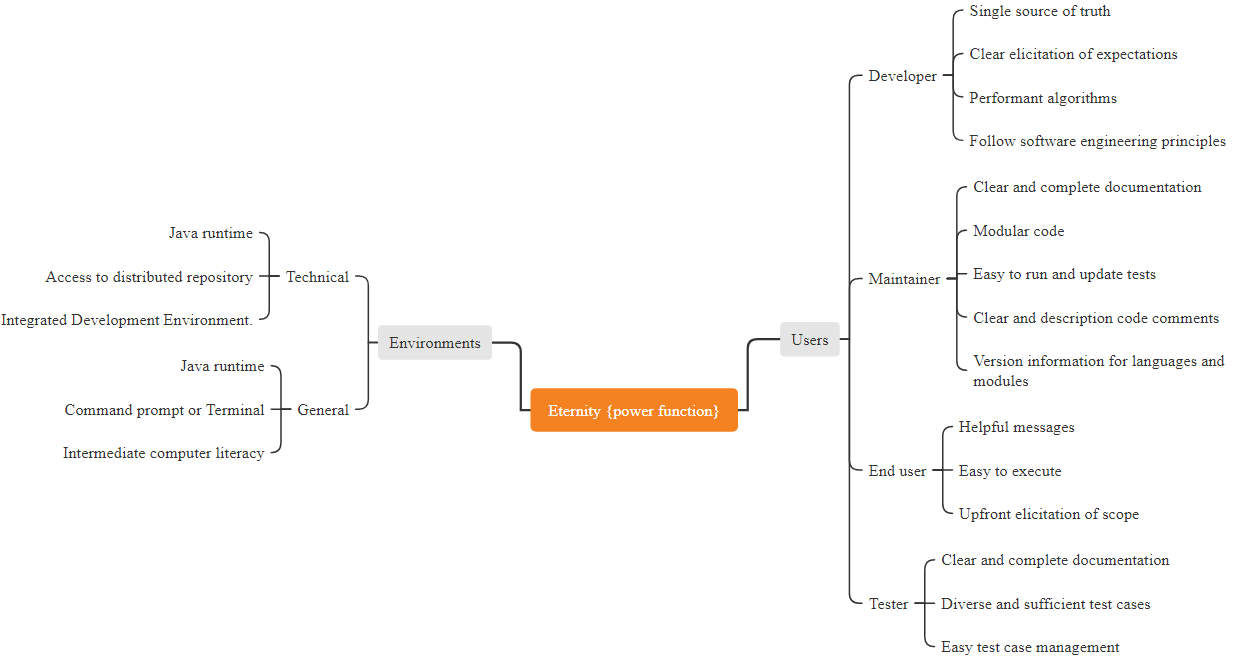 Single source of truth
Clear elicitation of expectations
Developer
Performant algorithms
Follow software engineering principles
Clear and complete documentation
Modular code
Easy to run and update tests
Maintainer
Clear and description code comments
Version information for languages and
modules
Java runtime
Access to distributed repository
Technical
Integrated Development Environment.
Environments
Users
Java runtime
Command prompt or Terminal
General
Intermediate computer literacy
Eternity {power function}
Helpful messages
End user
Easy to execute
Upfront elicitation of scope
Clear and complete documentation
Tester
Diverse and sufficient test cases
Easy test case management